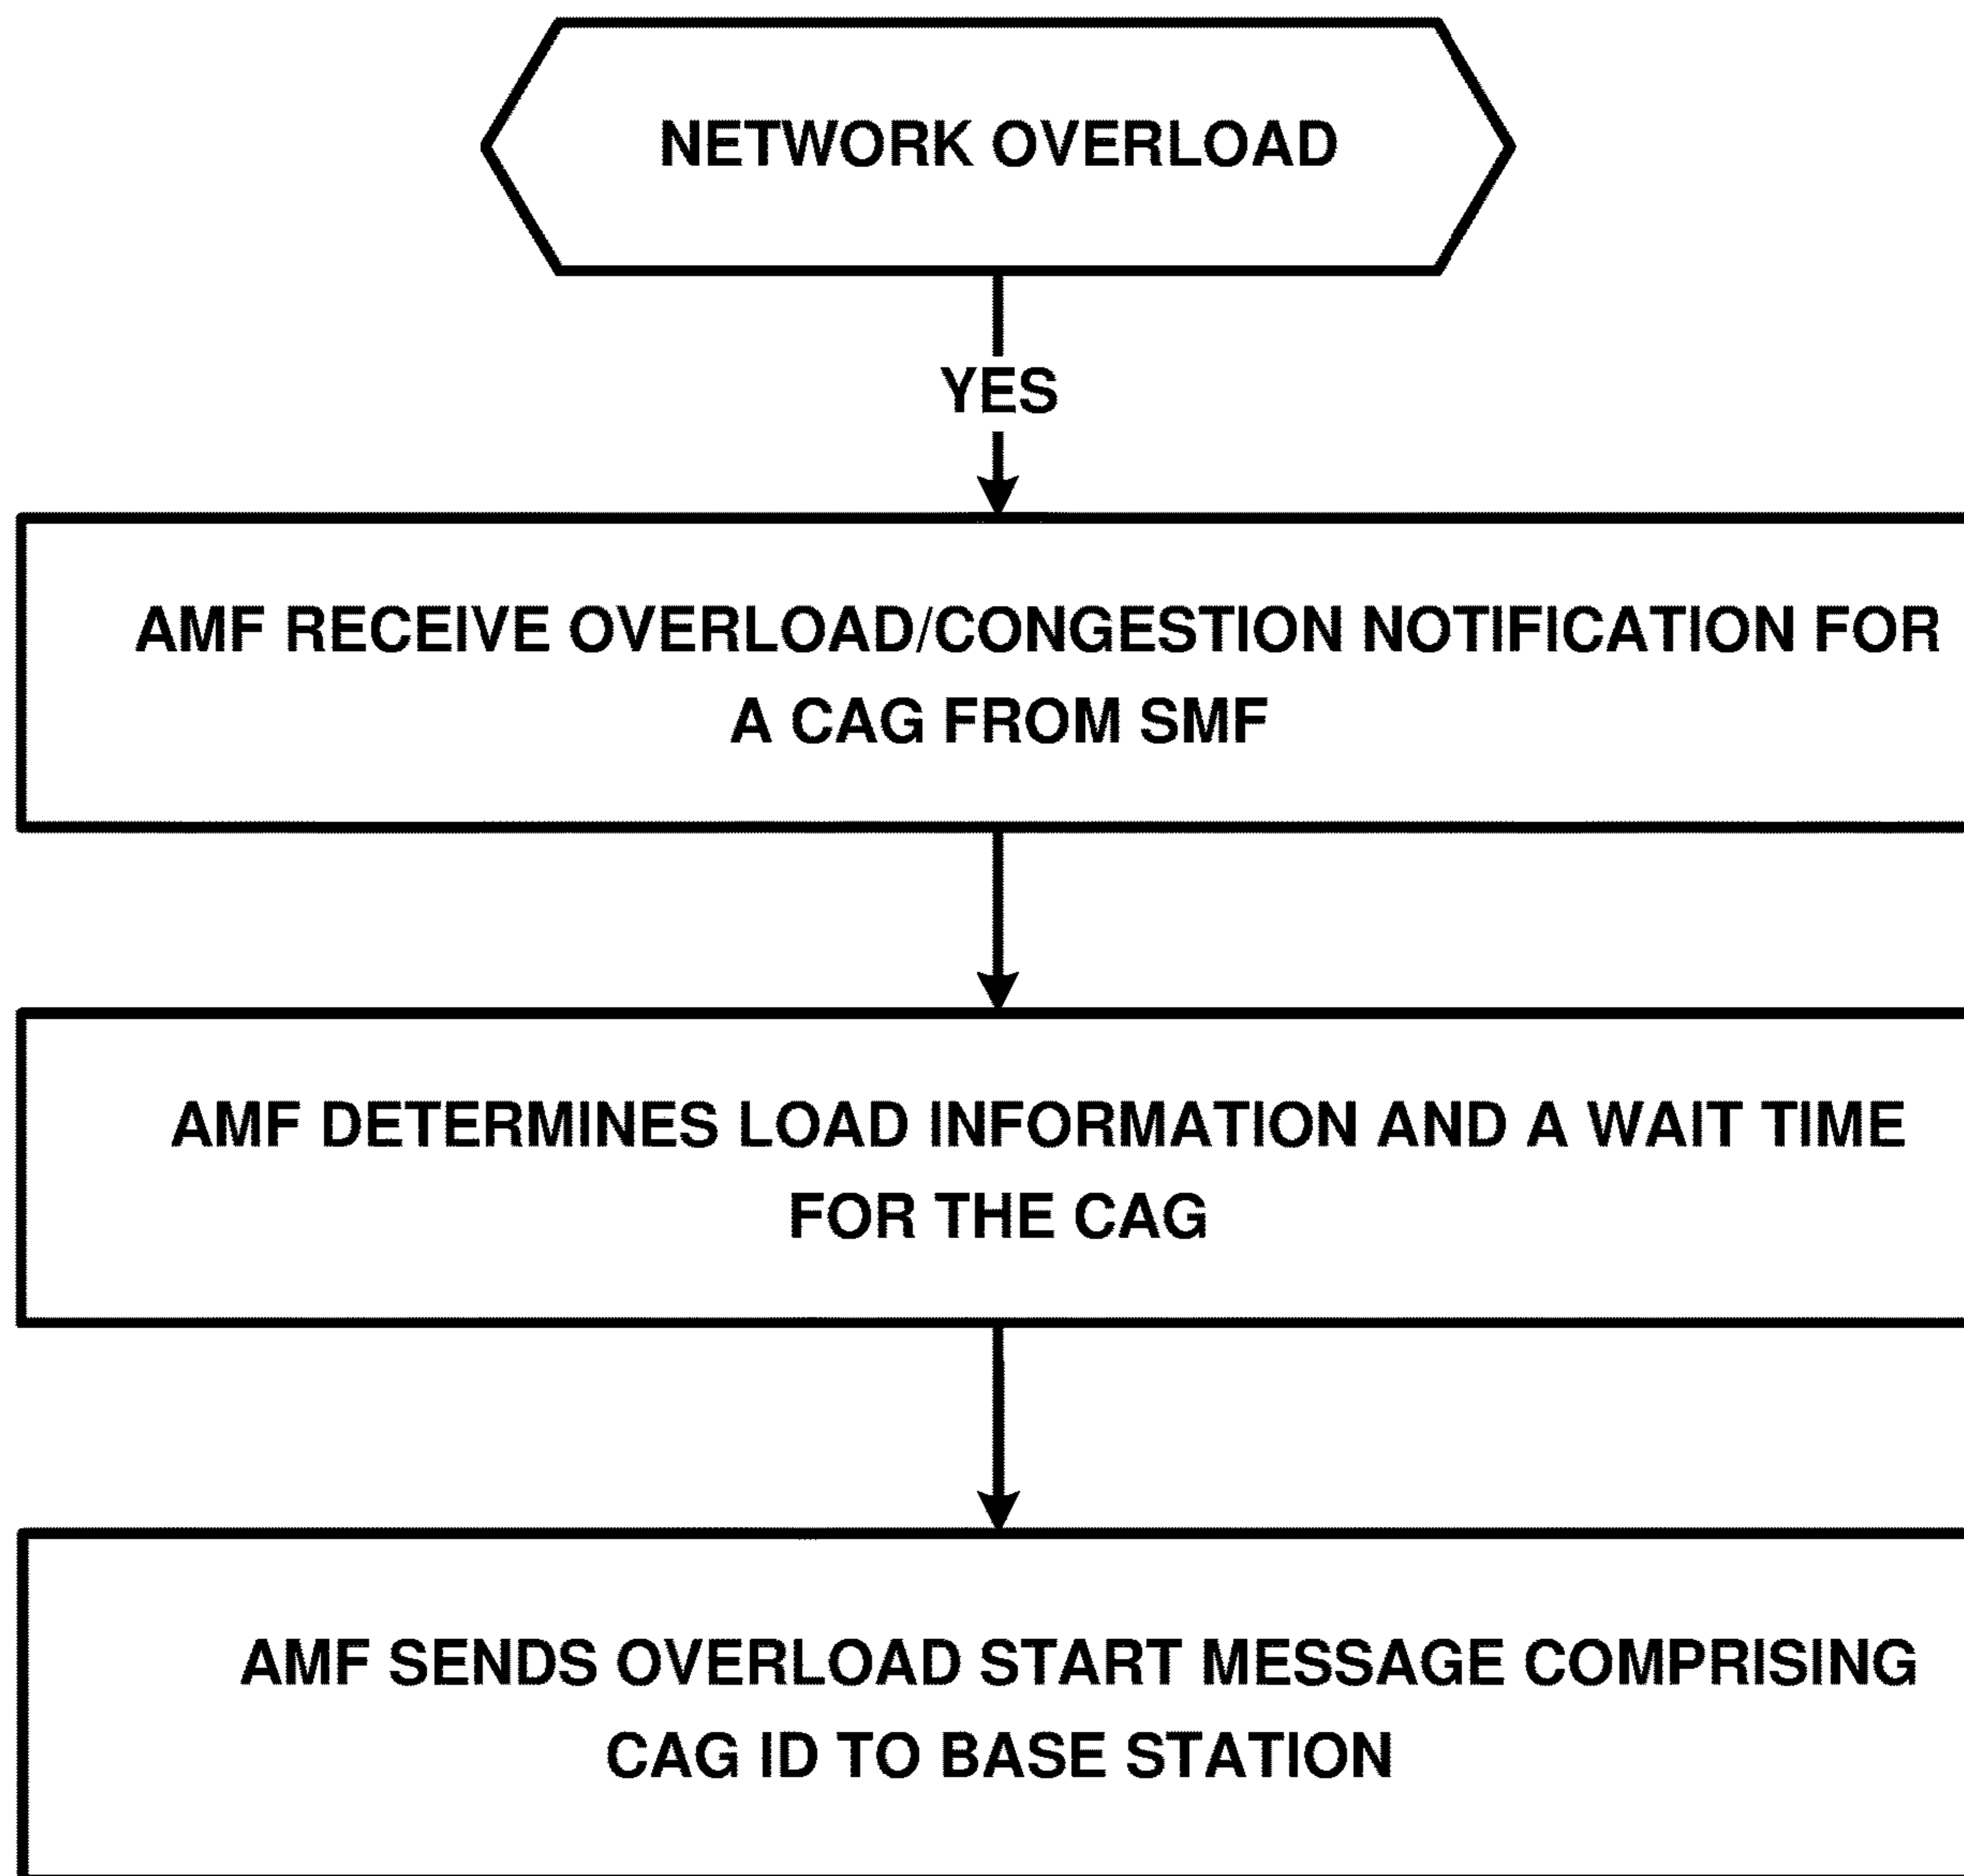 NETWORK OVERLOAD
YES
AMF RECEIVE OVERLOAD/CONGESTION NOTIFICATION FOR
A CAG FROM SMF
AMF DETERMINES LOAD INFORMATION AND A WAIT TIME
FOR THE CAG
AMF SENDS OVERLOAD START MESSAGE COMPRISING
CAG ID TO BASE STATION